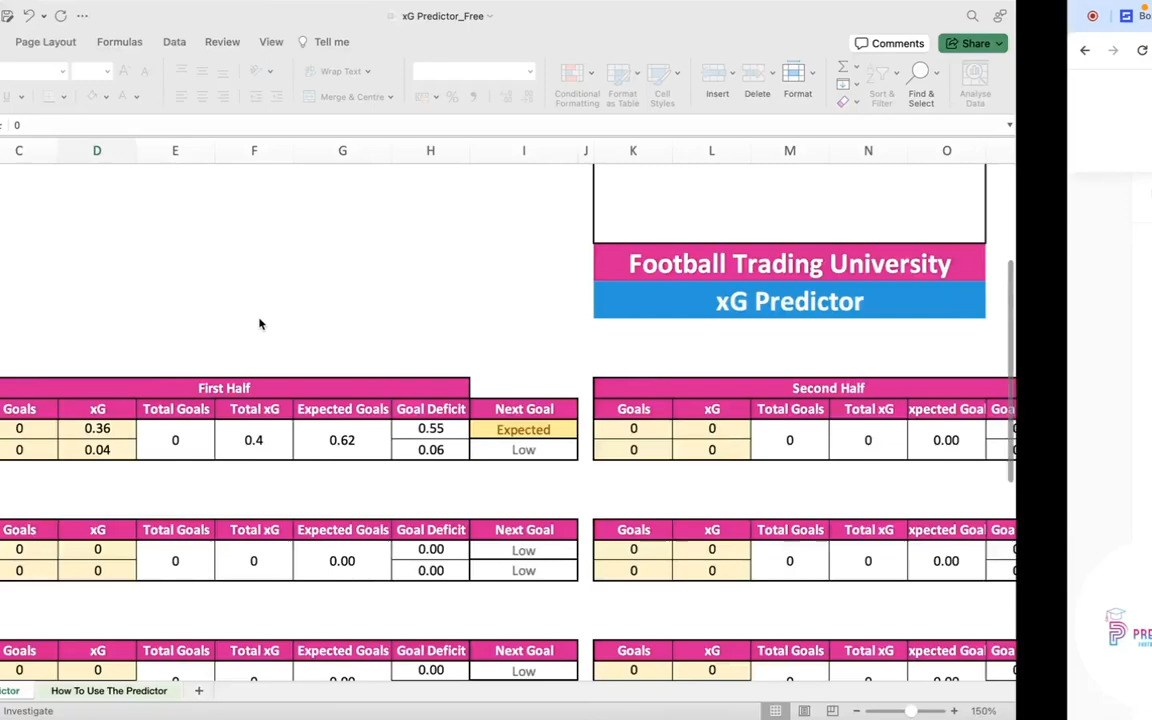 xG Predictor_Free
Bo
Page Layout Formulas Data Review View Tell me Comments Share
Wrap Text
Merge & Centre
Conditional Formatting
Format as Table
Cell Styles
Insert
Delete
Format
Sort & Filter
Find & Select
Analyse Data
0
C D E F G H I J K L M N O
Football Trading University
xG Predictor
First Half Second Half
Goals xG Total Goals Total xG Expected Goals Goal Deficit Next Goal Goals xG Total Goals Total xG xpected Goa Goa
0 0.36 0 0.4 0.62 0.55 Expected 0 0 0 0 0.00
0 0.04 0.06 Low 0 0
Goals xG Total Goals Total xG Expected Goals Goal Deficit Next Goal Goals xG Total Goals Total xG xpected Goa Goa
0 0 0 0 0.00 0.00 Low 0 0 0 0 0.00
0 0 0.00 Low 0 0
Goals xG Total Goals Total xG Expected Goals Goal Deficit Next Goal Goals xG Total Goals Total xG xpected Goa Goa
0 0 0.00 Low 0 0
PRE
dictor How To Use The Predictor +
Investigate 150%